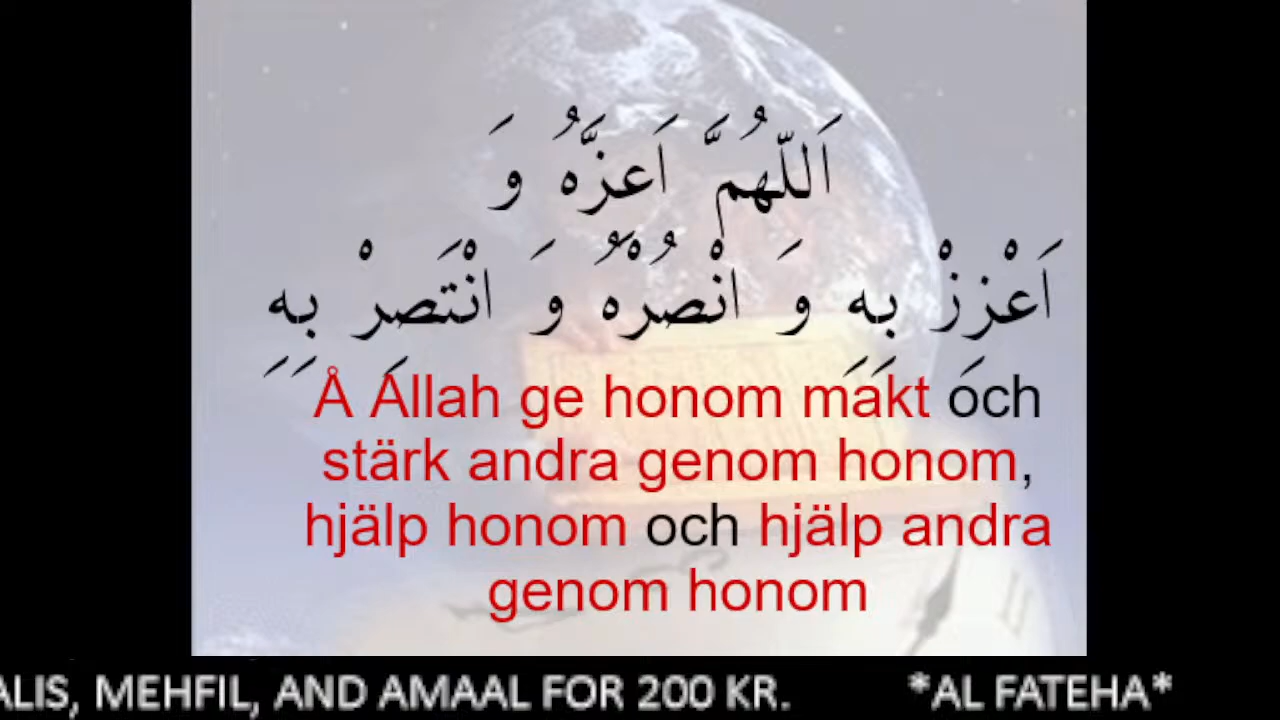 اَللّهُمَّ اَعزَّهُ وَ
اَعْزِزْ بِهِ وَ انْصُرْهُ وَ انْتَصِرْ بِهِ
Å Allah ge honom makt och
stärk andra genom honom,
hjälp honom och hjälp andra
genom honom
ALIS, MEHFIL, AND AMAAL FOR 200 KR. *AL FATEHA*